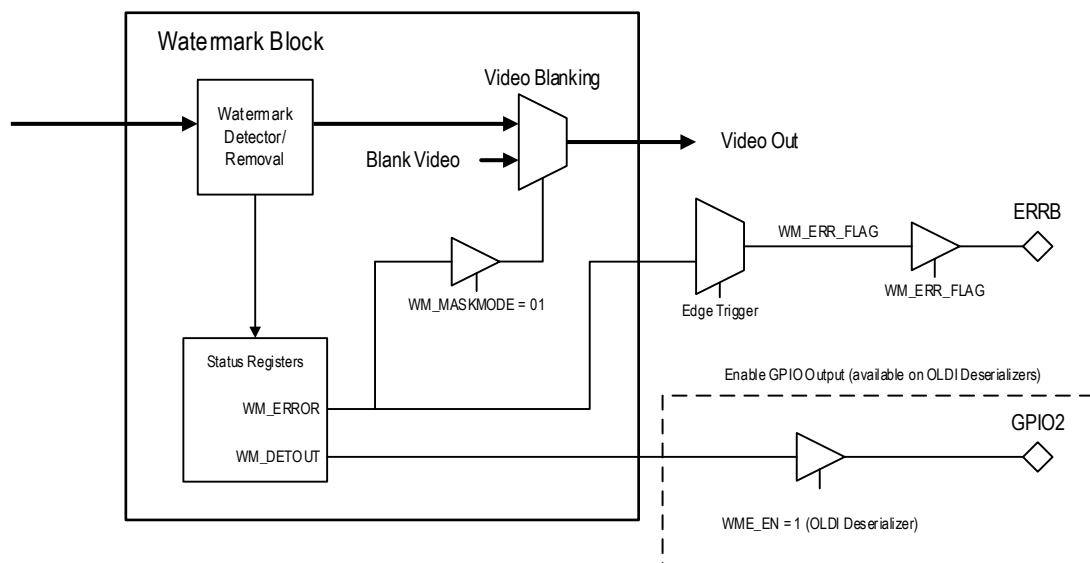 Watermark Block
Video Blanking
Watermark
Detector/
Removal
Blank Video
Video Out
ERRB
WM_ERR_FLAG
WM_MASKMODE = 01
WM_ERR_FLAG
Edge Trigger
Status Registers
Enable GPIO Output (available on OLDI Deserializers)
WM_ERROR
GPIO2
WM_DETOUT
WME_EN = 1 (OLDI Deserializer)